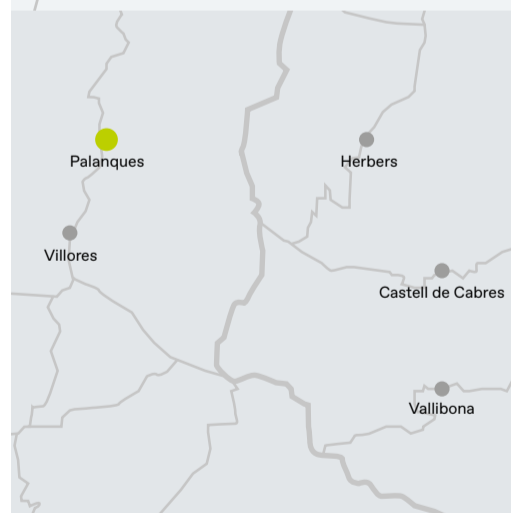 Palanques
Herbers
Villores
Castell de Cabres
Vallibona